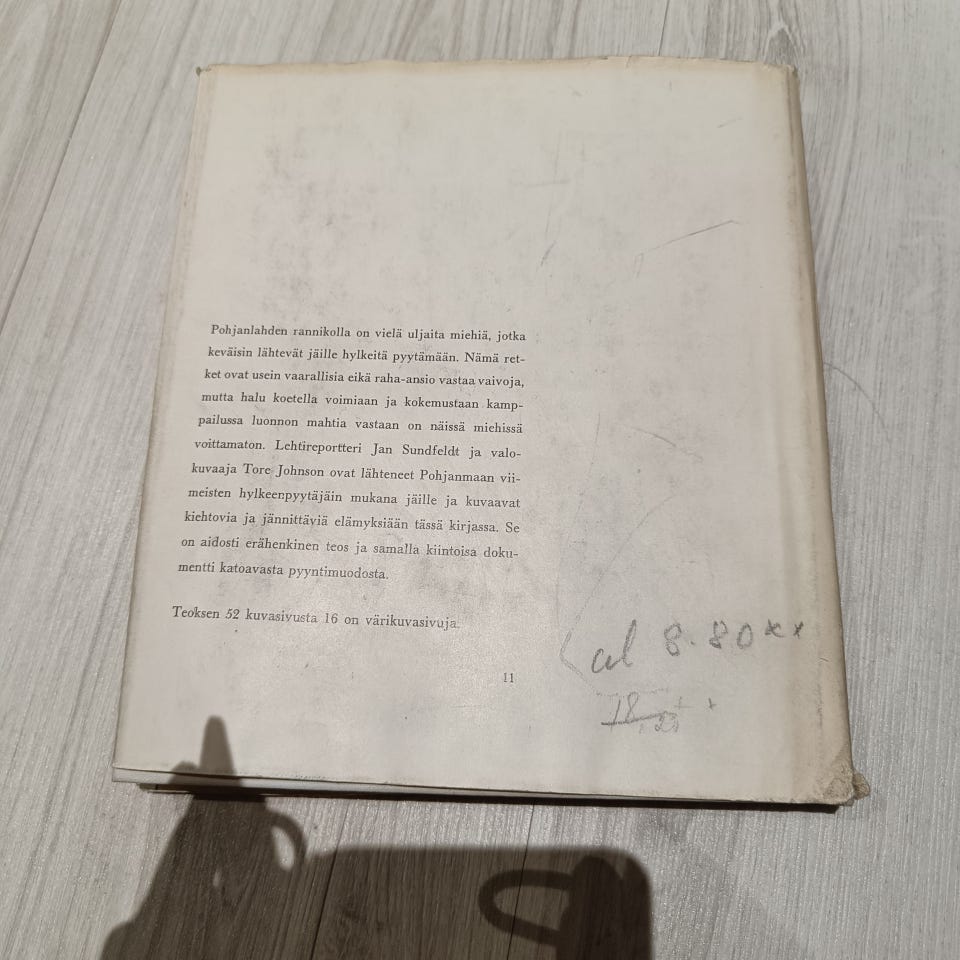 Pohjanlahden rannikolla on vielä uljaita miehiä, jotka
keväisin lähtevät jäille hylkeitä pyytämään. Nämä ret-
ket ovat usein vaarallisia eikä raha-ansio vastaa vaivoja,
mutta halu koetella voimiaan ja kokemustaan kamp-
pailussa luonnon mahtia vastaan on näissä miehissä
voittamaton. Lehtireportteri Jan Sundfeldt ja valo-
kuvaaja Tore Johnson ovat lähteneet Pohjanmaan vii-
meisten hylkeenpyytäjäin mukana jäille ja kuvaavat
kiehtovia ja jännittäviä elämyksiään tässä kirjassa. Se
on aidosti erähenkinen teos ja samalla kiintoisa doku-
mentti katoavasta pyyntimuodosta.
Teoksen 52 kuvasivusta 16 on värikuvasivuja.
11
8.80